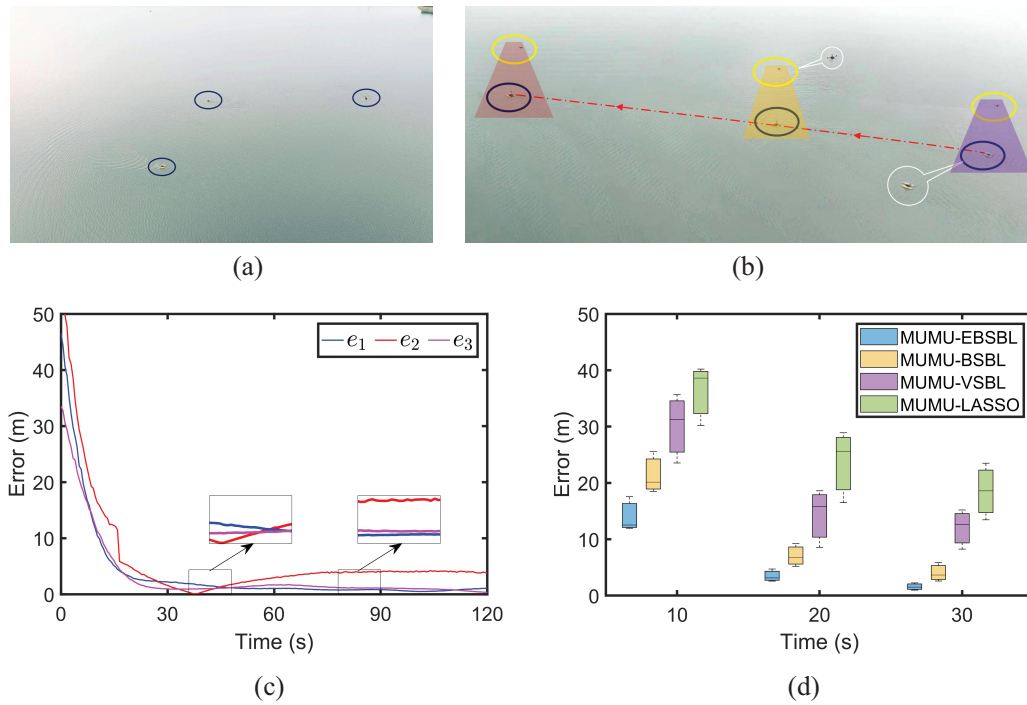 (a)
(b)
50
40
30
20
10
0
Error (m)
0
30
60
90
120
Time (s)
e₁ e₂ e₃
(c)
50
40
30
20
10
0
Error (m)
10
20
30
Time (s)
MUMU-EBSBL
MUMU-BSBL
MUMU-VSBL
MUMU-LASSO
(d)